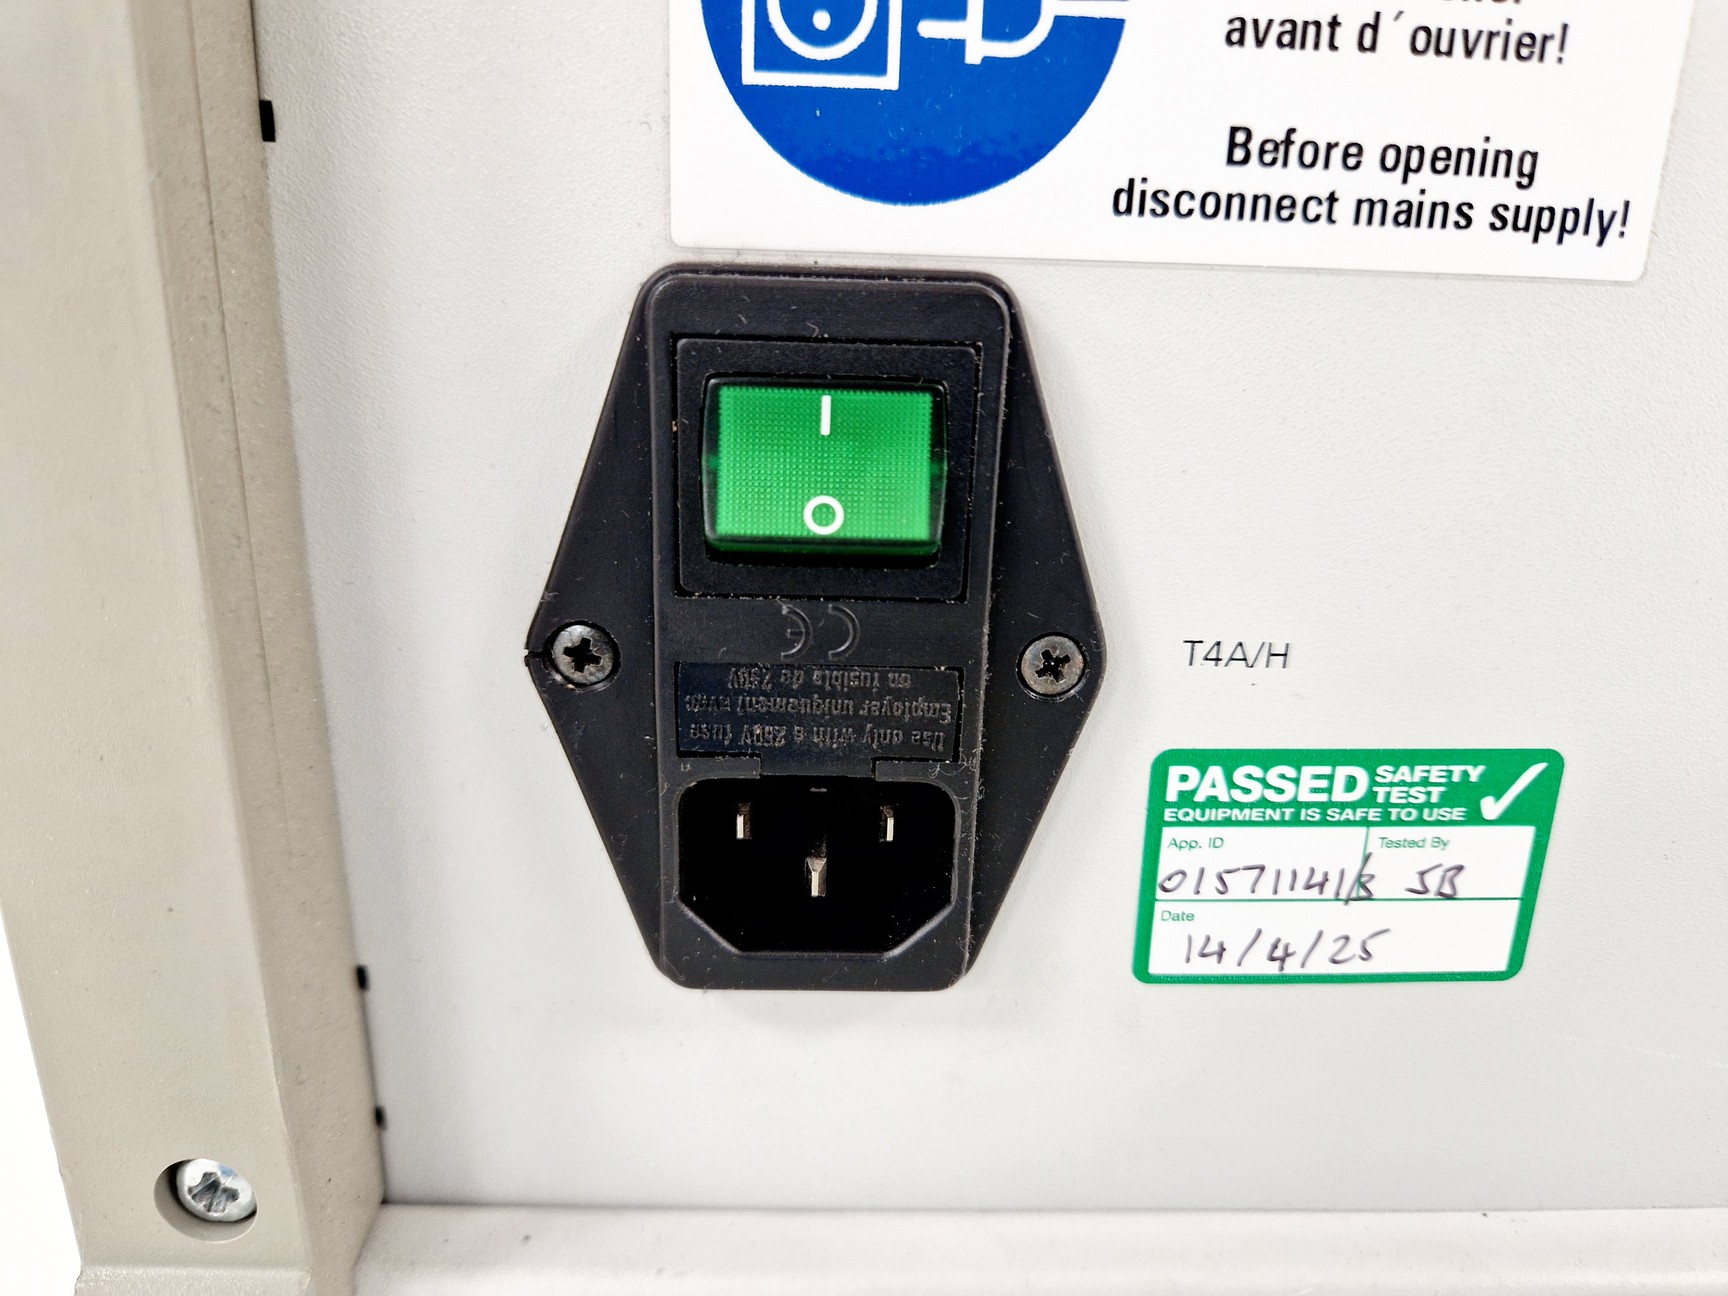 avant d´ouvrier!
Before opening
disconnect mains supply!
I
O
CE
Use only with a 250V fuse
Employer uniquement avec
un fusible de 250V
T4A/H
PASSED SAFETY TEST
EQUIPMENT IS SAFE TO USE
App. ID
Tested By
01571141/3 SB
Date
14/4/25